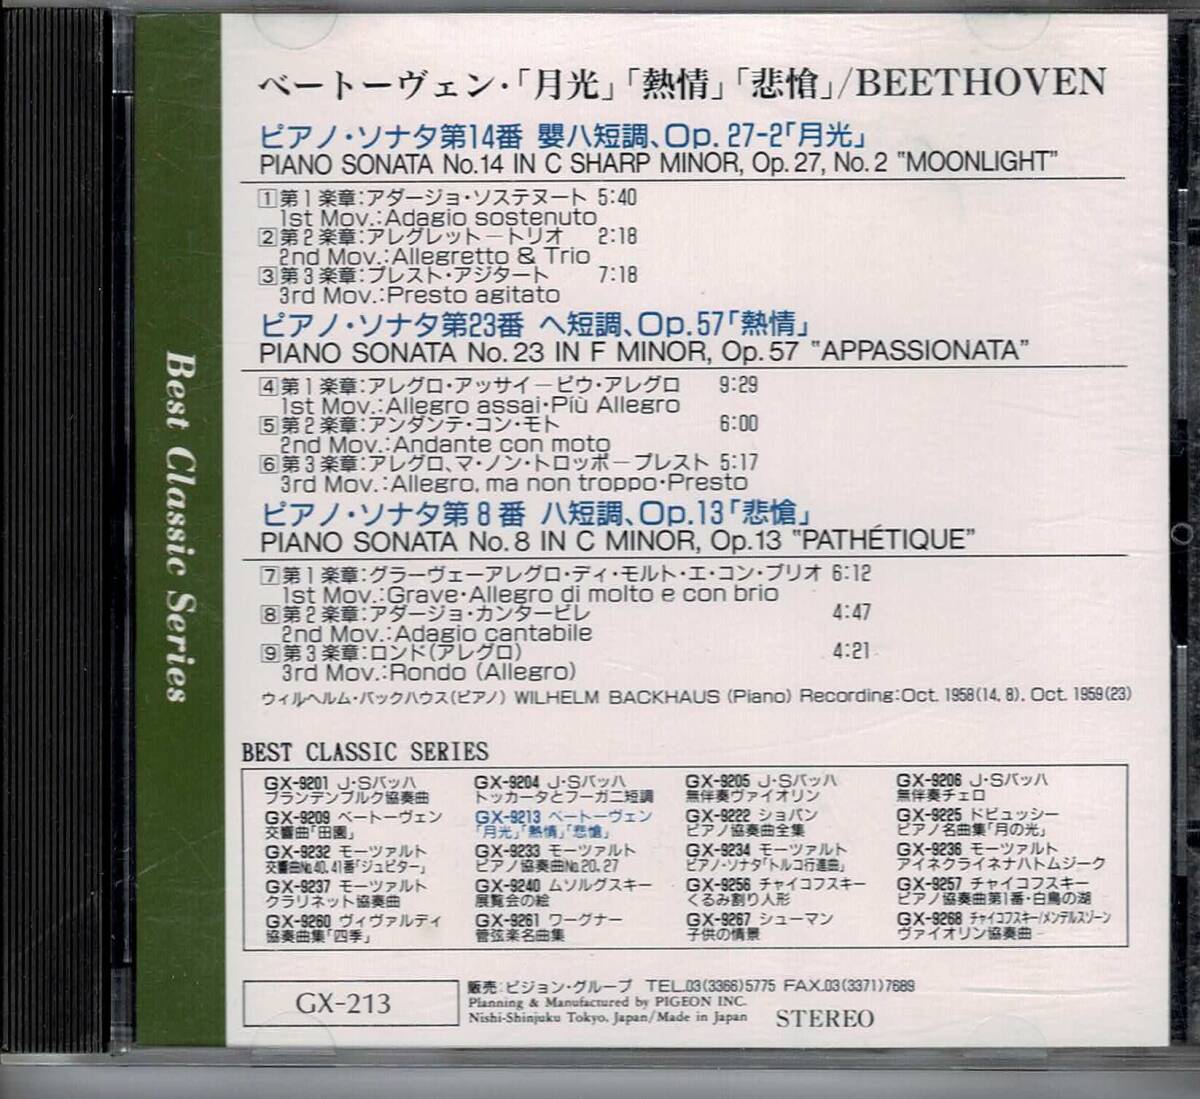 ベートーヴェン・「月光」「熱情」「悲愴」/BEETHOVEN
ピアノ・ソナタ第14番 嬰ハ短調、Op. 27-2「月光」
PIANO SONATA No.14 IN C SHARP MINOR, Op. 27, No. 2 "MOONLIGHT"
1 第1楽章:アダージョ・ソステヌート 5:40
1st Mov.:Adagio sostenuto
2 第2楽章:アレグレット―トリオ 2:18
2nd Mov.:Allegretto & Trio
3 第3楽章:プレスト・アジタート 7:18
3rd Mov.:Presto agitato
ピアノ・ソナタ第23番 ヘ短調、Op.57「熱情」
PIANO SONATA No. 23 IN F MINOR, Op. 57 "APPASSIONATA"
4 第1楽章:アレグロ・アッサイ―ピウ・アレグロ 9:29
1st Mov.:Allegro assai・Più Allegro
5 第2楽章:アンダンテ・コン・モト 6:00
2nd Mov.:Andante con moto
6 第3楽章:アレグロ、マ・ノン・トロッポ―プレスト 5:17
3rd Mov.:Allegro, ma non troppo・Presto
ピアノ・ソナタ第8番 ハ短調、Op.13「悲愴」
PIANO SONATA No. 8 IN C MINOR, Op. 13 "PATHÉTIQUE"
7 第1楽章:グラーヴェーアレグロ・ディ・モルト・エ・コン・ブリオ 6:12
1st Mov.:Grave・Allegro di molto e con brio
8 第2楽章:アダージョ・カンタービレ 4:47
2nd Mov.:Adagio cantabile
9 第3楽章:ロンド(アレグロ) 4:21
3rd Mov.:Rondo (Allegro)
ウィルヘルム・バックハウス(ピアノ) WILHELM BACKHAUS (Piano) Recording:Oct. 1958(14, 8). Oct. 1959(23)
Best Classic Series
BEST CLASSIC SERIES
GX-9201 J・Sバッハ
ブランデンブルク協奏曲
GX-9204 J・Sバッハ
トッカータとフーガニ短調
GX-9205 J・Sバッハ
無伴奏ヴァイオリン
GX-9206 J・Sバッハ
無伴奏チェロ
GX-9209 ベートーヴェン
交響曲「田園」
GX-9213 ベートーヴェン
「月光」「熱情」「悲愴」
GX-9222 ショパン
ピアノ協奏曲全集
GX-9225 ドビュッシー
ピアノ名曲集「月の光」
GX-9232 モーツァルト
交響曲No.40,41番「ジュピター」
GX-9233 モーツァルト
ピアノ協奏曲No.20, 27
GX-9234 モーツァルト
ピアノ・ソナタ「トルコ行進曲」
GX-9236 モーツァルト
アイネクライネナハトムジーク
GX-9237 モーツァルト
クラリネット協奏曲
GX-9240 ムソルグスキー
展覧会の絵
GX-9256 チャイコフスキー
くるみ割り人形
GX-9257 チャイコフスキー
ピアノ協奏曲第1番・白鳥の湖
GX-9260 ヴィヴァルディ
協奏曲集「四季」
GX-9261 ワーグナー
管弦楽名曲集
GX-9267 シューマン
子供の情景
GX-9268 チャイコフスキー/メンデルスゾーン
ヴァイオリン協奏曲
GX-213
販売:ピジョン・グループ TEL.03(3366)5775 FAX.03(3371)7689
Planning & Manufactured by PIGEON INC.
Nishi-Shinjuku Tokyo, Japan/Made in Japan
STEREO